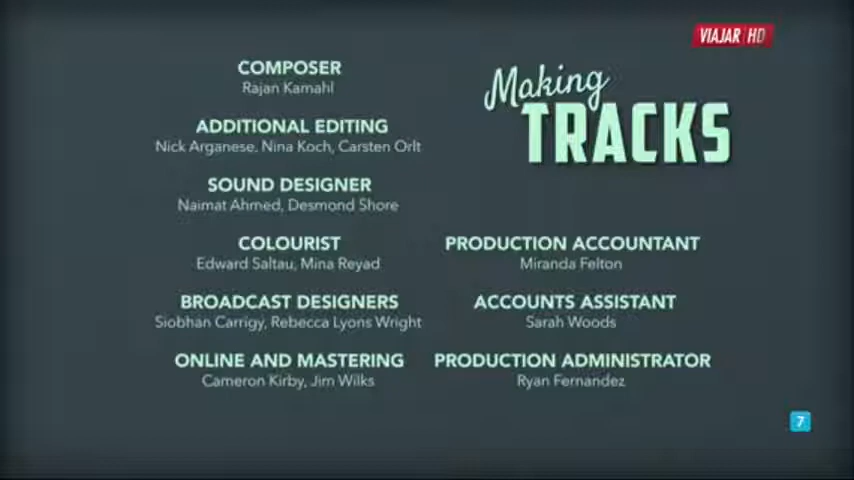 VIAJAR HD
Making
TRACKS
COMPOSER
Rajan Kamahl
ADDITIONAL EDITING
Nick Arganese, Nina Koch, Carsten Orlt
SOUND DESIGNER
Naimat Ahmed, Desmond Shore
COLOURIST
Edward Saltau, Mina Reyad
BROADCAST DESIGNERS
Siobhan Carrigy, Rebecca Lyons Wright
ONLINE AND MASTERING
Cameron Kirby, Jim Wilks
PRODUCTION ACCOUNTANT
Miranda Felton
ACCOUNTS ASSISTANT
Sarah Woods
PRODUCTION ADMINISTRATOR
Ryan Fernandez
7